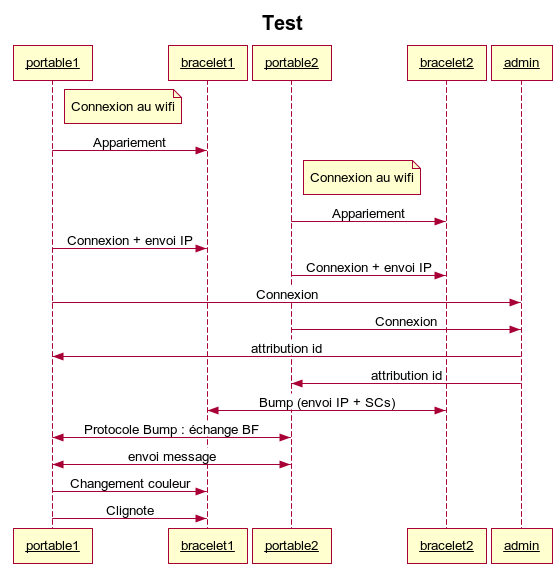 Test
portable1 bracelet1 portable2 bracelet2 admin
Connexion au wifi
Appariement
Connexion au wifi
Appariement
Connexion + envoi IP
Connexion + envoi IP
Connexion
Connexion
attribution id
attribution id
Bump (envoi IP + SCs)
Protocole Bump : échange BF
envoi message
Changement couleur
Clignote
portable1 bracelet1 portable2 bracelet2 admin